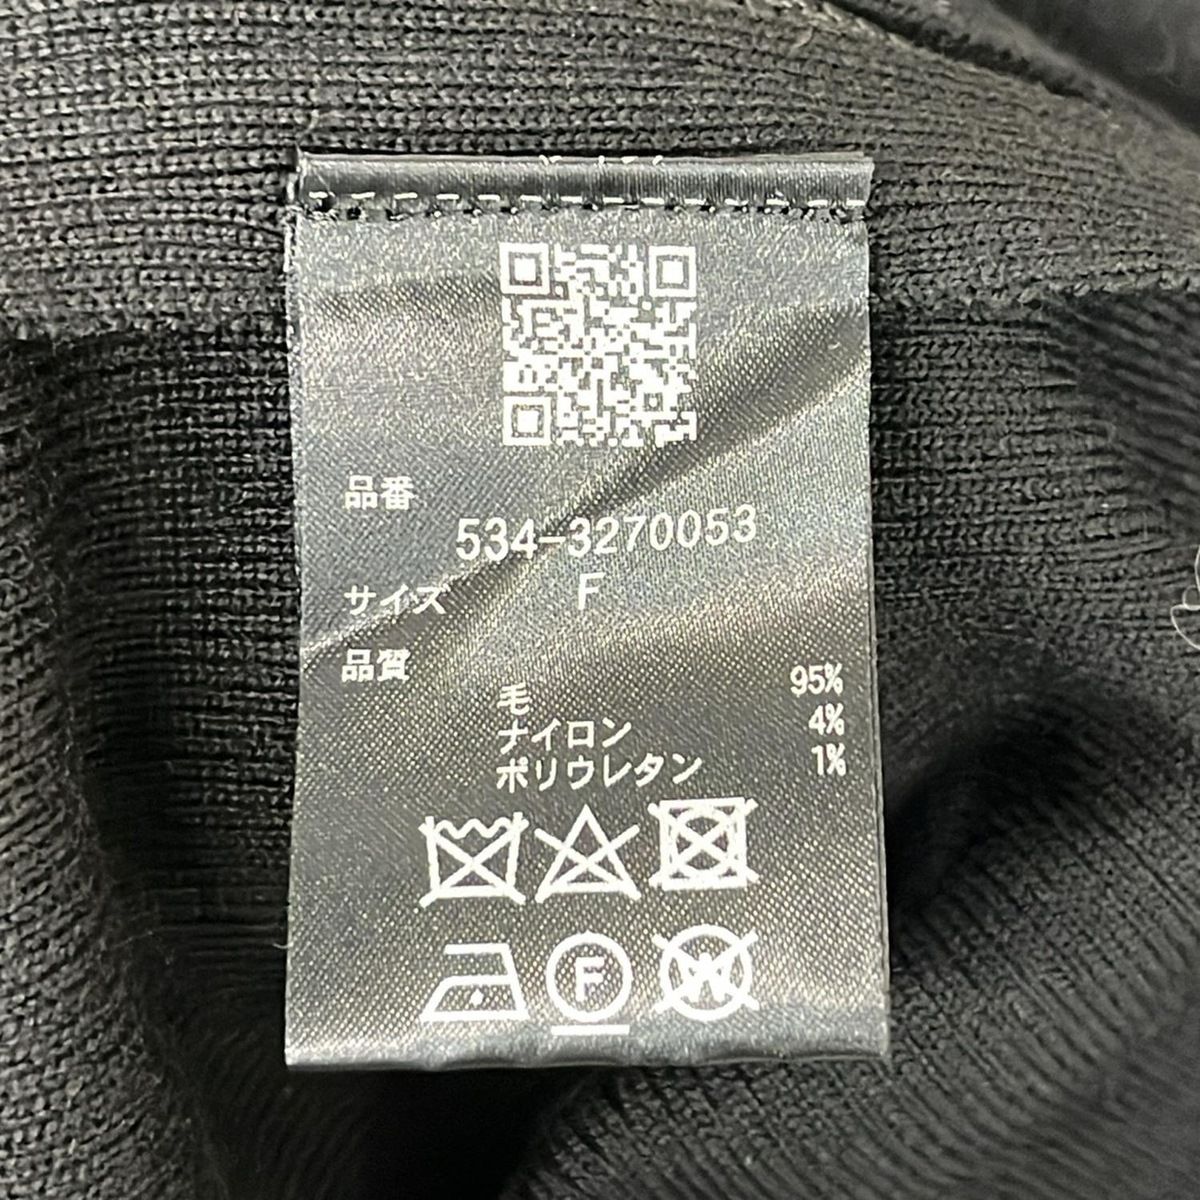 品番
534-3270053
サイズ F
品質
毛 95%
ナイロン 4%
ポリウレタン 1%
F W